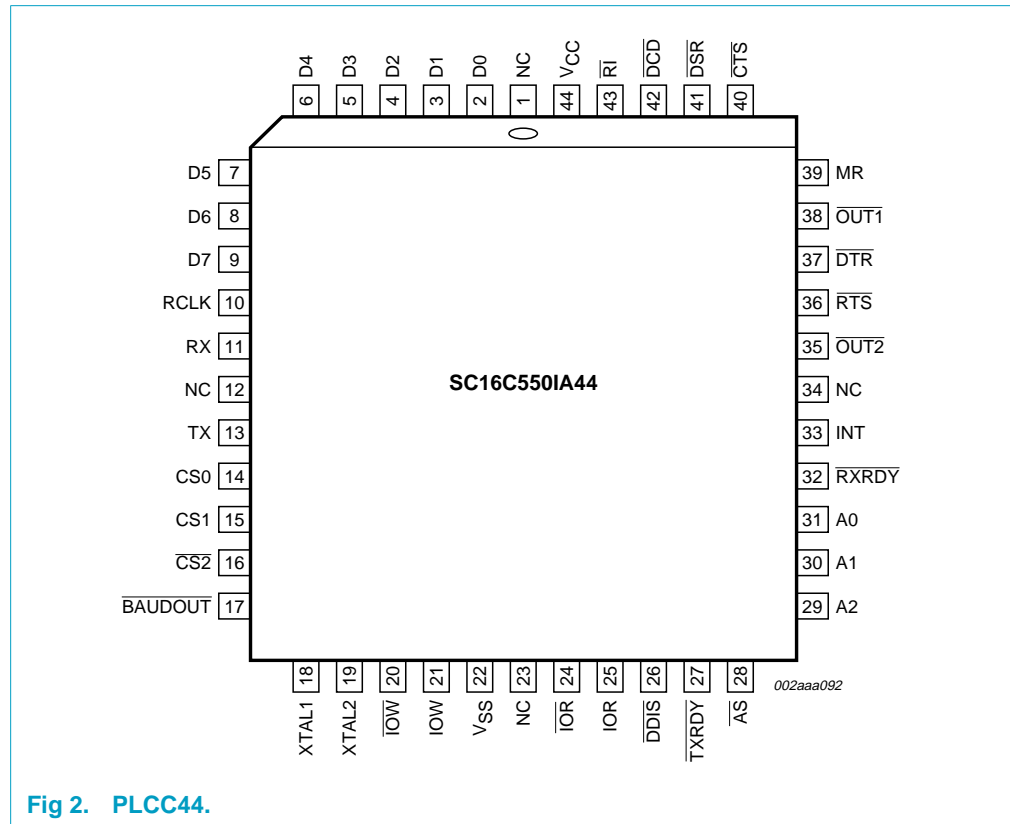 D4 D3 D2 D1 D0 NC VCC RI DCD DSR CTS
6 5 4 3 2 1 44 43 42 41 40
D5 7
D6 8
D7 9
RCLK 10
RX 11
NC 12
TX 13
CS0 14
CS1 15
CS2 16
BAUDOUT 17
SC16C550IA44
39 MR
38 OUT1
37 DTR
36 RTS
35 OUT2
34 NC
33 INT
32 RXRDY
31 A0
30 A1
29 A2
18 19 20 21 22 23 24 25 26 27 28
XTAL1 XTAL2 IOW IOW VSS NC IOR IOR DDIS TXRDY AS
002aaa092
Fig 2. PLCC44.